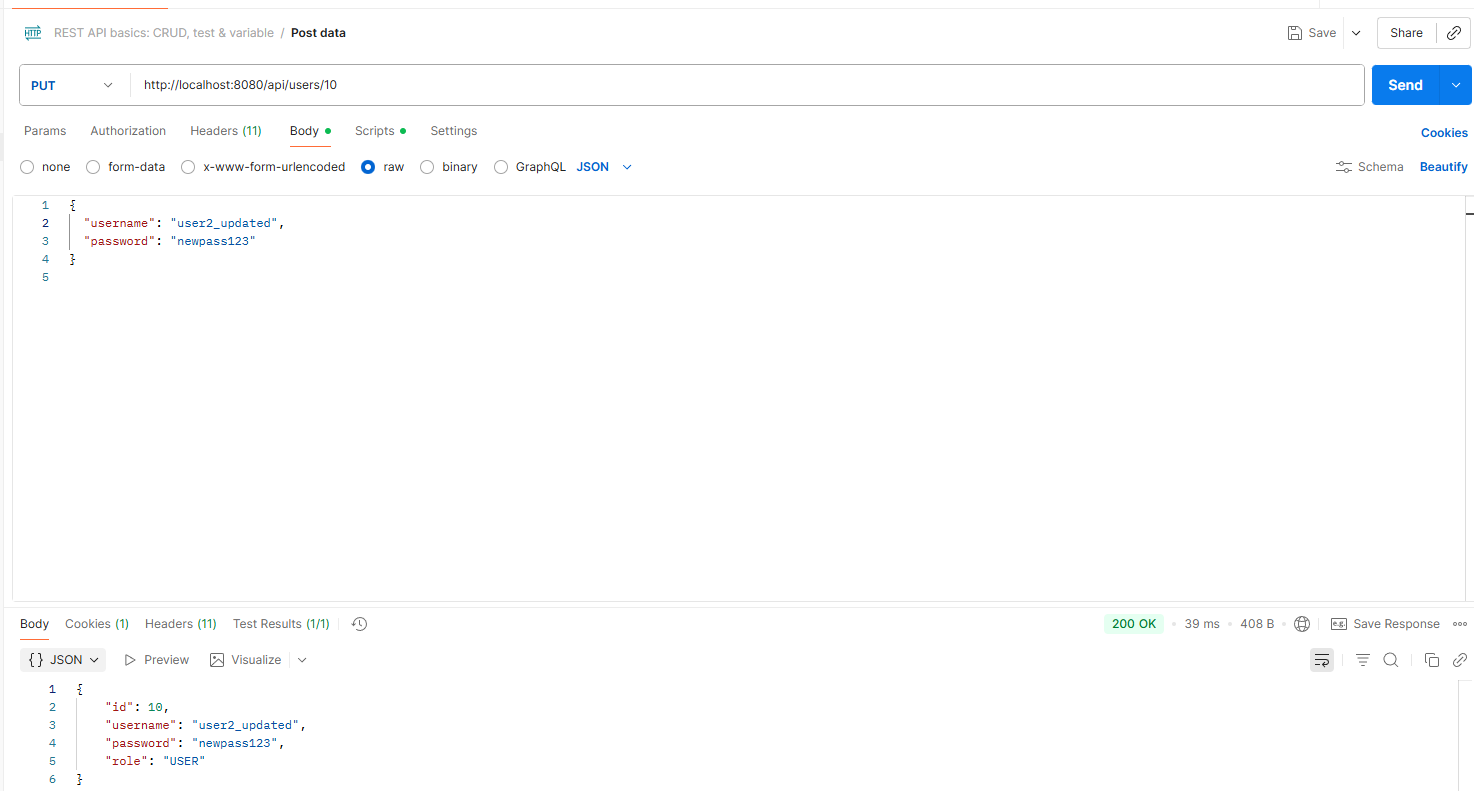 HTTP REST API basics: CRUD, test & variable / Post data Save Share
PUT http://localhost:8080/api/users/10 Send
Params Authorization Headers (11) Body Scripts Settings Cookies
none form-data x-www-form-urlencoded raw binary GraphQL JSON Schema Beautify
1 {
2 "username": "user2_updated",
3 "password": "newpass123"
4 }
5
Body Cookies (1) Headers (11) Test Results (1/1) 200 OK 39 ms 408 B e.g. Save Response
{} JSON Preview Visualize
1 {
2 "id": 10,
3 "username": "user2_updated",
4 "password": "newpass123",
5 "role": "USER"
6 }